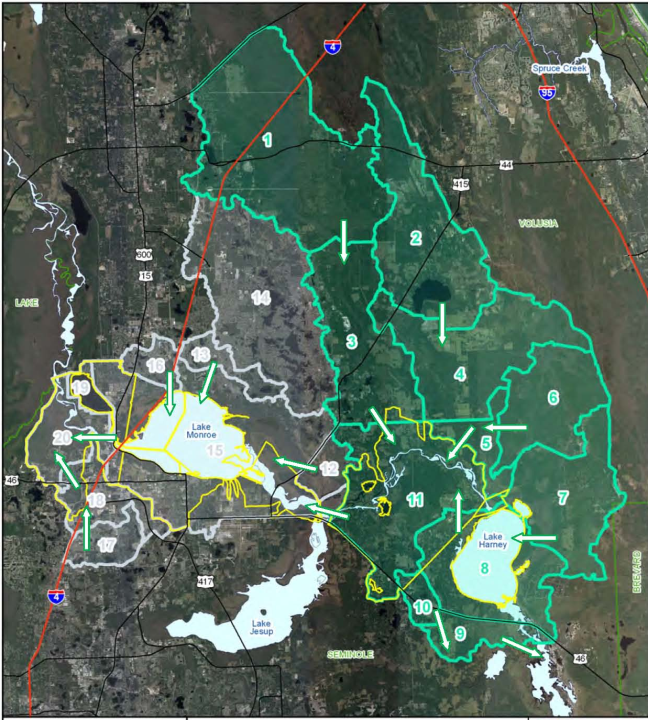 4
Spruce Creek
95
1
44
415
VOLUSIA
2
600
15
LAKE
14
3
13
16
4
6
19
20
Lake
Monroe
15
5
12
46
18
11
7
17
Lake
Harney
8
417
4
10
BREVARD
Lake
Jesup
9
SEMINOLE
46